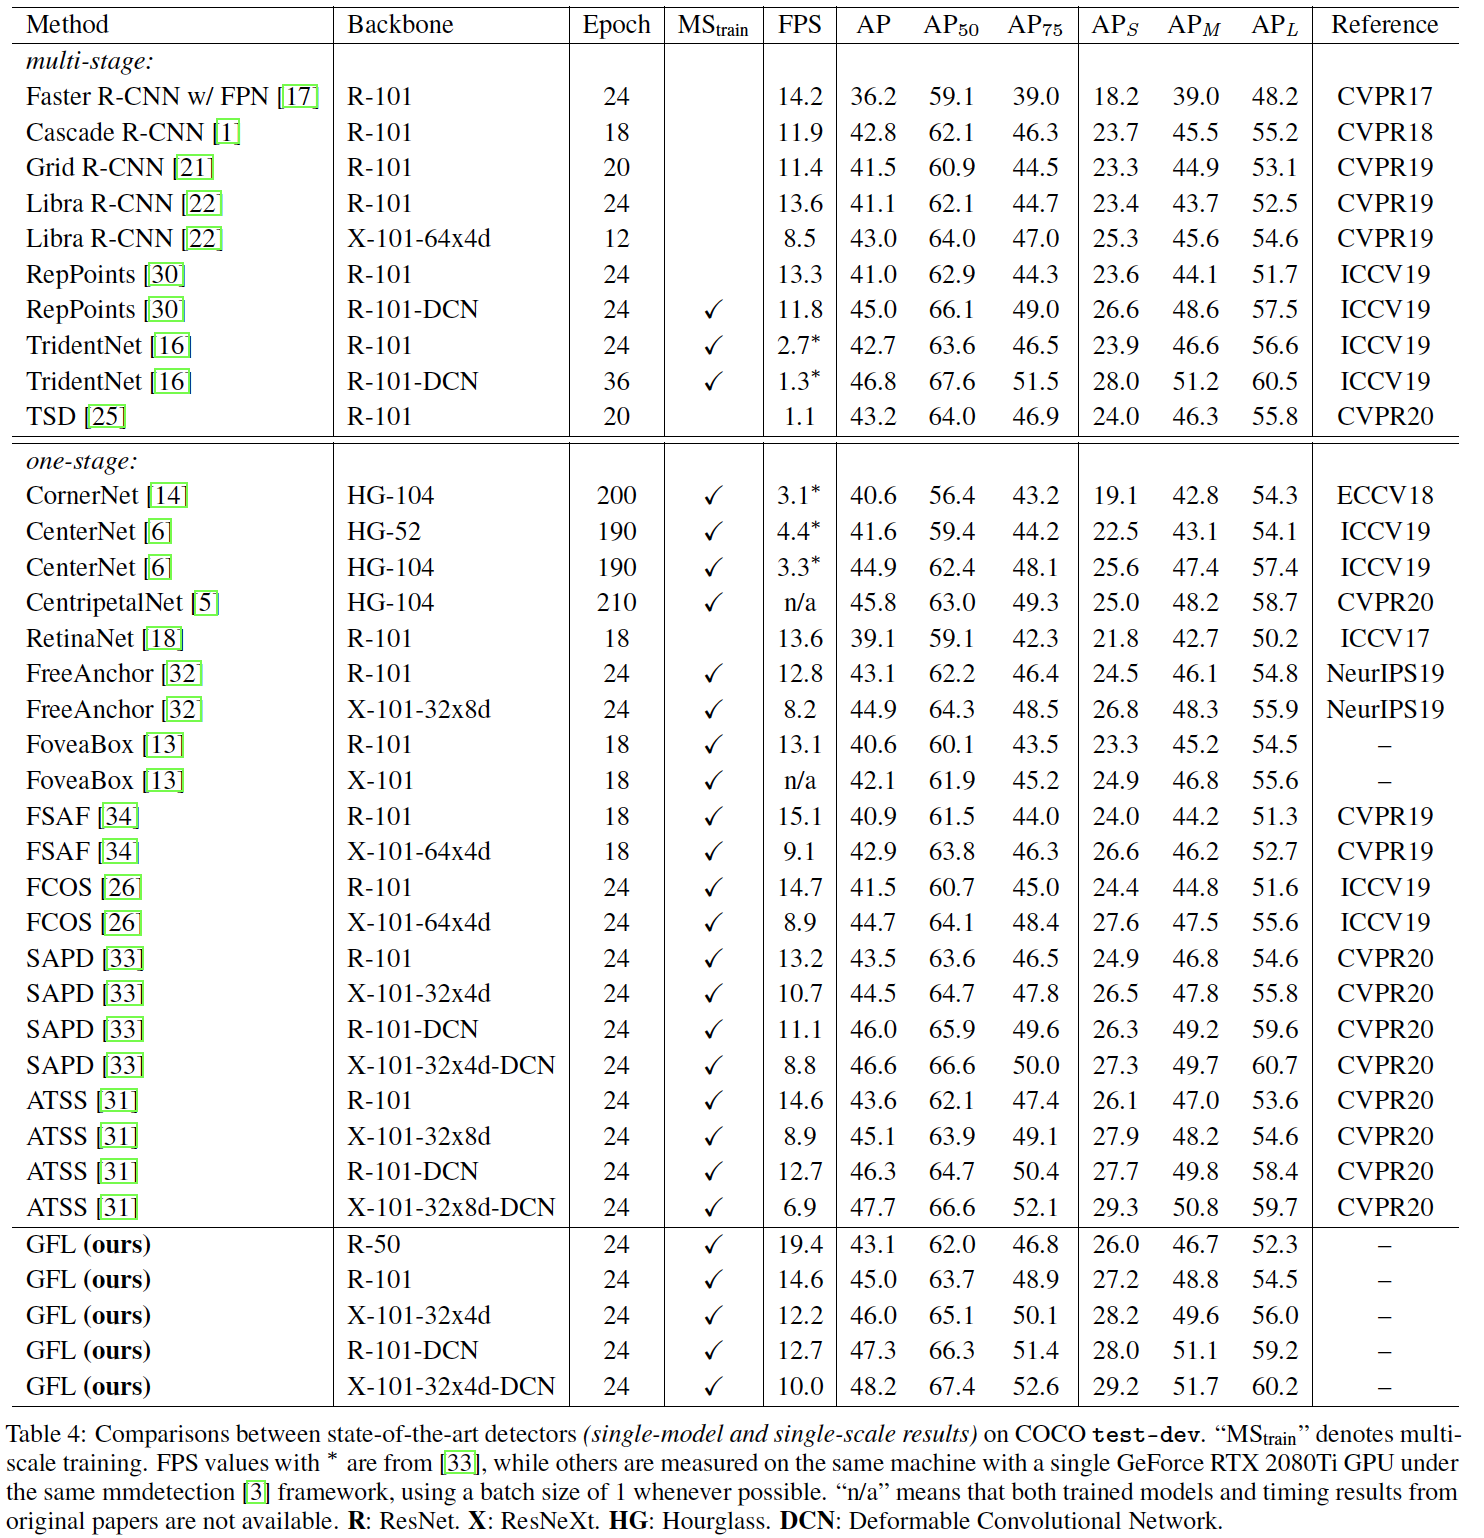 Method Backbone Epoch MStrain FPS AP AP50 AP75 APS APM APL Reference
multi-stage:
Faster R-CNN w/ FPN [17] R-101 24 14.2 36.2 59.1 39.0 18.2 39.0 48.2 CVPR17
Cascade R-CNN [1] R-101 18 11.9 42.8 62.1 46.3 23.7 45.5 55.2 CVPR18
Grid R-CNN [21] R-101 20 11.4 41.5 60.9 44.5 23.3 44.9 53.1 CVPR19
Libra R-CNN [22] R-101 24 13.6 41.1 62.1 44.7 23.4 43.7 52.5 CVPR19
Libra R-CNN [22] X-101-64x4d 12 8.5 43.0 64.0 47.0 25.3 45.6 54.6 CVPR19
RepPoints [30] R-101 24 13.3 41.0 62.9 44.3 23.6 44.1 51.7 ICCV19
RepPoints [30] R-101-DCN 24 ✓ 11.8 45.0 66.1 49.0 26.6 48.6 57.5 ICCV19
TridentNet [16] R-101 24 ✓ 2.7* 42.7 63.6 46.5 23.9 46.6 56.6 ICCV19
TridentNet [16] R-101-DCN 36 ✓ 1.3* 46.8 67.6 51.5 28.0 51.2 60.5 ICCV19
TSD [25] R-101 20 1.1 43.2 64.0 46.9 24.0 46.3 55.8 CVPR20
one-stage:
CornerNet [14] HG-104 200 ✓ 3.1* 40.6 56.4 43.2 19.1 42.8 54.3 ECCV18
CenterNet [6] HG-52 190 ✓ 4.4* 41.6 59.4 44.2 22.5 43.1 54.1 ICCV19
CenterNet [6] HG-104 190 ✓ 3.3* 44.9 62.4 48.1 25.6 47.4 57.4 ICCV19
CentripetalNet [5] HG-104 210 ✓ n/a 45.8 63.0 49.3 25.0 48.2 58.7 CVPR20
RetinaNet [18] R-101 18 13.6 39.1 59.1 42.3 21.8 42.7 50.2 ICCV17
FreeAnchor [32] R-101 24 ✓ 12.8 43.1 62.2 46.4 24.5 46.1 54.8 NeurIPS19
FreeAnchor [32] X-101-32x8d 24 ✓ 8.2 44.9 64.3 48.5 26.8 48.3 55.9 NeurIPS19
FoveaBox [13] R-101 18 ✓ 13.1 40.6 60.1 43.5 23.3 45.2 54.5 –
FoveaBox [13] X-101 18 ✓ n/a 42.1 61.9 45.2 24.9 46.8 55.6 –
FSAF [34] R-101 18 ✓ 15.1 40.9 61.5 44.0 24.0 44.2 51.3 CVPR19
FSAF [34] X-101-64x4d 18 ✓ 9.1 42.9 63.8 46.3 26.6 46.2 52.7 CVPR19
FCOS [26] R-101 24 ✓ 14.7 41.5 60.7 45.0 24.4 44.8 51.6 ICCV19
FCOS [26] X-101-64x4d 24 ✓ 8.9 44.7 64.1 48.4 27.6 47.5 55.6 ICCV19
SAPD [33] R-101 24 ✓ 13.2 43.5 63.6 46.5 24.9 46.8 54.6 CVPR20
SAPD [33] X-101-32x4d 24 ✓ 10.7 44.5 64.7 47.8 26.5 47.8 55.8 CVPR20
SAPD [33] R-101-DCN 24 ✓ 11.1 46.0 65.9 49.6 26.3 49.2 59.6 CVPR20
SAPD [33] X-101-32x4d-DCN 24 ✓ 8.8 46.6 66.6 50.0 27.3 49.7 60.7 CVPR20
ATSS [31] R-101 24 ✓ 14.6 43.6 62.1 47.4 26.1 47.0 53.6 CVPR20
ATSS [31] X-101-32x8d 24 ✓ 8.9 45.1 63.9 49.1 27.9 48.2 54.6 CVPR20
ATSS [31] R-101-DCN 24 ✓ 12.7 46.3 64.7 50.4 27.7 49.8 58.4 CVPR20
ATSS [31] X-101-32x8d-DCN 24 ✓ 6.9 47.7 66.6 52.1 29.3 50.8 59.7 CVPR20
GFL (ours) R-50 24 ✓ 19.4 43.1 62.0 46.8 26.0 46.7 52.3 –
GFL (ours) R-101 24 ✓ 14.6 45.0 63.7 48.9 27.2 48.8 54.5 –
GFL (ours) X-101-32x4d 24 ✓ 12.2 46.0 65.1 50.1 28.2 49.6 56.0 –
GFL (ours) R-101-DCN 24 ✓ 12.7 47.3 66.3 51.4 28.0 51.1 59.2 –
GFL (ours) X-101-32x4d-DCN 24 ✓ 10.0 48.2 67.4 52.6 29.2 51.7 60.2 –
Table 4: Comparisons between state-of-the-art detectors (single-model and single-scale results) on COCO test-dev. “MStrain” denotes multi-
scale training. FPS values with * are from [33], while others are measured on the same machine with a single GeForce RTX 2080Ti GPU under
the same mmdetection [3] framework, using a batch size of 1 whenever possible. “n/a” means that both trained models and timing results from
original papers are not available. R: ResNet. X: ResNeXt. HG: Hourglass. DCN: Deformable Convolutional Network.